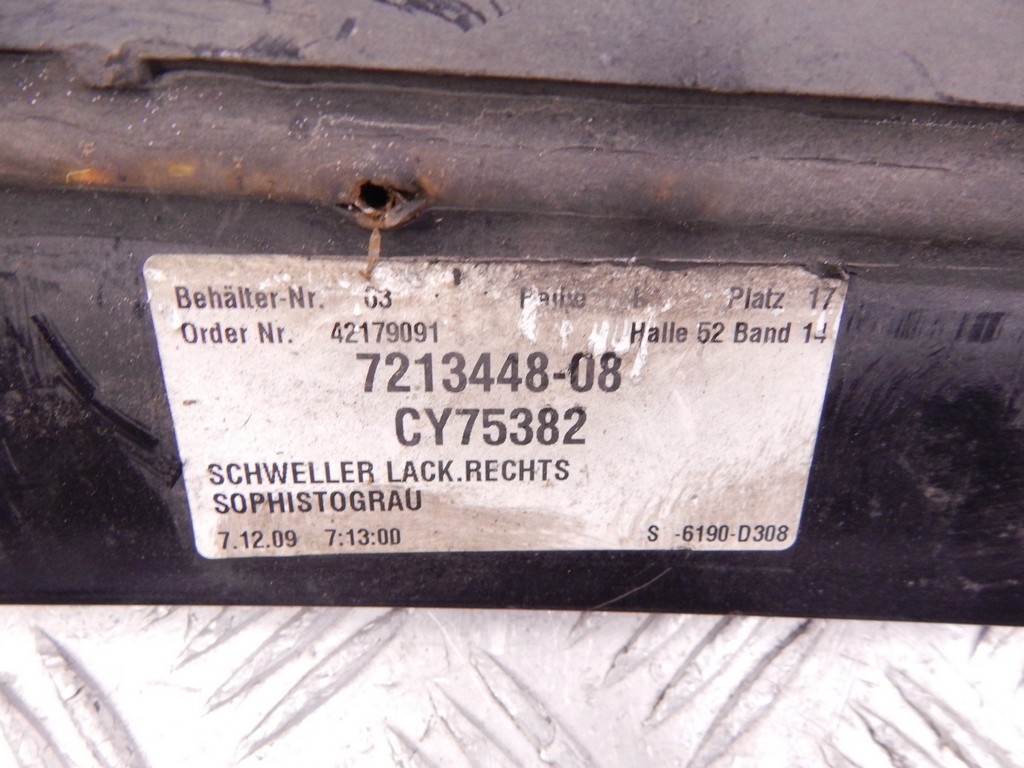 Behälter-Nr. 03 Reihe Platz 17
Order Nr. 42179091 Halle 52 Band 14
7213448-08
CY75382
SCHWELLER LACK.RECHTS
SOPHISTOGRAU
7.12.09 7:13:00 S -6190-D308